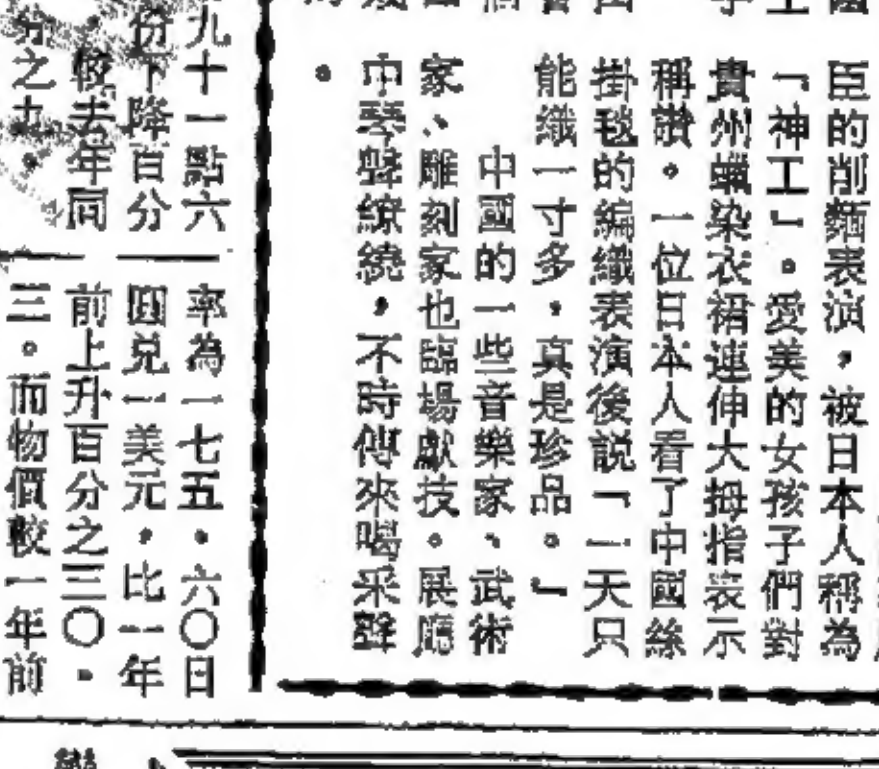 臣的削麵表演，被日本人稱為
「神工」。愛美的女孩子們對
貴州蠟染衣裙連伸大拇指表示
稱讚。一位日本人看了中國絲
掛毯的編織表演後説「一天只
能織一寸多，真是珍品。」
中國的一些音樂家、武術
家、雕刻家也臨場獻技。展廳
中琴聲繚繞，不時傳來喝采聲
。
九十一點六
份下降百分
較去年同
分之九。
率為一七五．六〇日
圓兑一美元，比一年
前上升百分之三〇．
三。而物價較一年前